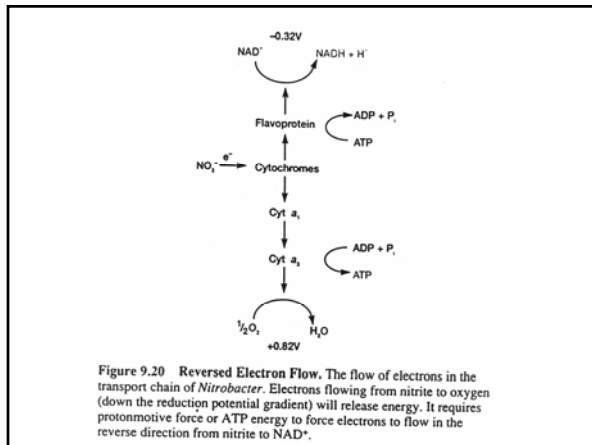 −0.32V
NAD⁺ NADH + H⁺
Flavoprotein
ADP + Pᵢ
ATP
NO₂⁻ e⁻ Cytochromes
Cyt a₁
Cyt a₃
ADP + Pᵢ
ATP
½O₂ H₂O
+0.82V
Figure 9.20 Reversed Electron Flow. The flow of electrons in the
transport chain of Nitrobacter. Electrons flowing from nitrite to oxygen
(down the reduction potential gradient) will release energy. It requires
protonmotive force or ATP energy to force electrons to flow in the
reverse direction from nitrite to NAD⁺.